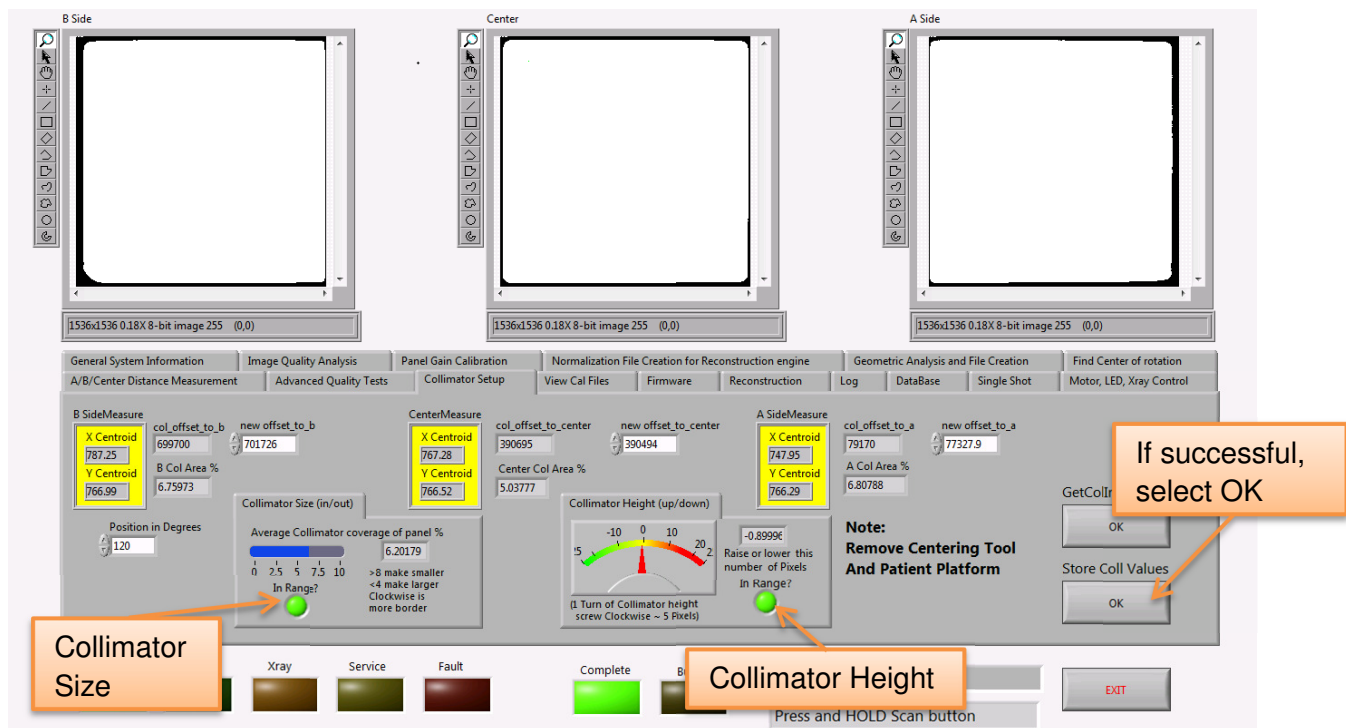 B Side
Center
A Side
1536x1536 0.18X 8-bit image 255 (0,0)
1536x1536 0.18X 8-bit image 255 (0,0)
1536x1536 0.18X 8-bit image 255 (0,0)
General System Information
Image Quality Analysis
Panel Gain Calibration
Normalization File Creation for Reconstruction engine
Geometric Analysis and File Creation
Find Center of rotation
A/B/Center Distance Measurement
Advanced Quality Tests
Collimator Setup
View Cal Files
Firmware
Reconstruction
Log
DataBase
Single Shot
Motor, LED, Xray Control
B SideMeasure
X Centroid
787.25
Y Centroid
766.99
col_offset_to_b
699700
new offset_to_b
701726
B Col Area %
6.75973
CenterMeasure
X Centroid
767.28
Y Centroid
766.52
col_offset_to_center
390695
new offset_to_center
390494
Center Col Area %
5.03777
A SideMeasure
X Centroid
747.95
Y Centroid
766.29
col_offset_to_a
79170
new offset_to_a
77327.9
A Col Area %
6.80788
If successful,
select OK
Position in Degrees
120
Collimator Size (in/out)
Average Collimator coverage of panel %
6.20179
0 2.5 5 7.5 10
>8 make smaller
<4 make larger
Clockwise is
more border
In Range?
Collimator Height (up/down)
-10 0 10 20
-0.89996
Raise or lower this
number of Pixels
In Range?
(1 Turn of Collimator height
screw Clockwise ~ 5 Pixels)
Note:
Remove Centering Tool
And Patient Platform
OK
Store Coll Values
OK
Collimator
Size
Xray
Service
Fault
Complete
Collimator Height
Press and HOLD Scan button
EXIT